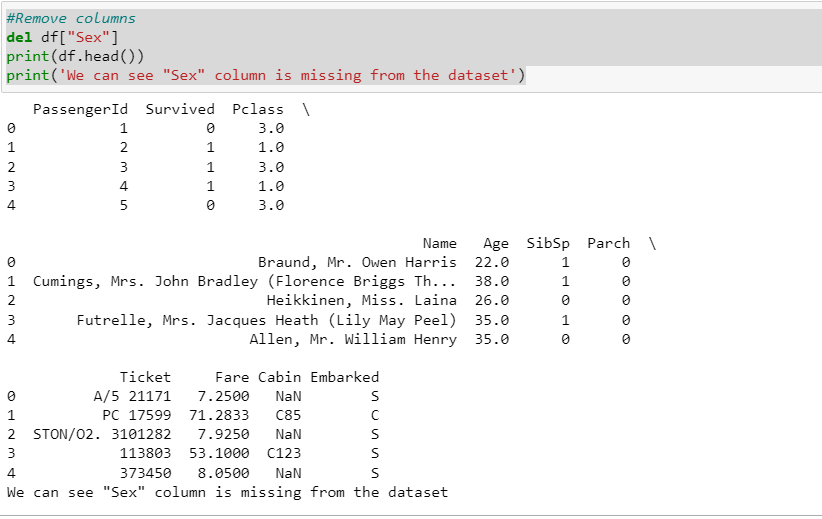 #Remove columns
del df["Sex"]
print(df.head())
print('We can see "Sex" column is missing from the dataset')
   PassengerId  Survived  Pclass  \
0            1         0     3.0
1            2         1     1.0
2            3         1     3.0
3            4         1     1.0
4            5         0     3.0
                                                Name   Age  SibSp  Parch  \
0                            Braund, Mr. Owen Harris  22.0      1      0
1  Cumings, Mrs. John Bradley (Florence Briggs Th...  38.0      1      0
2                             Heikkinen, Miss. Laina  26.0      0      0
3       Futrelle, Mrs. Jacques Heath (Lily May Peel)  35.0      1      0
4                           Allen, Mr. William Henry  35.0      0      0
             Ticket     Fare Cabin Embarked
0         A/5 21171   7.2500   NaN        S
1          PC 17599  71.2833   C85        C
2  STON/O2. 3101282   7.9250   NaN        S
3            113803  53.1000  C123        S
4            373450   8.0500   NaN        S
We can see "Sex" column is missing from the dataset